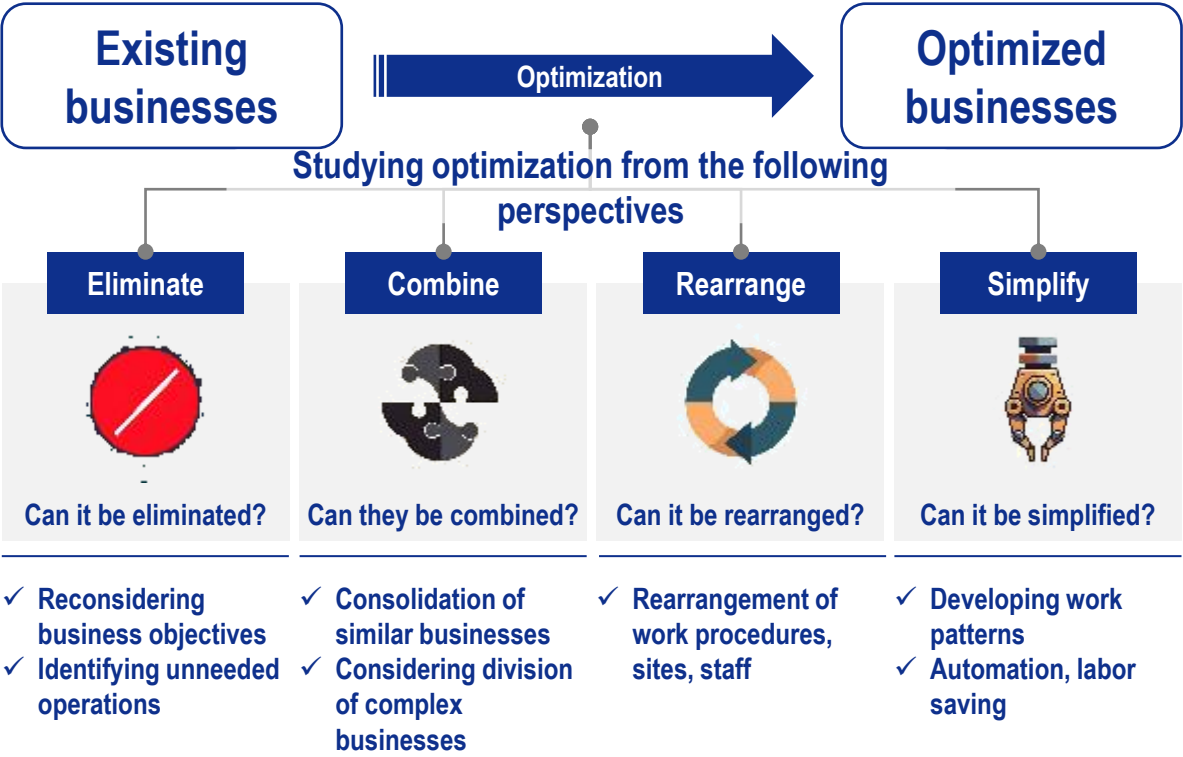 Existing
businesses
Optimization
Optimized
businesses
Studying optimization from the following
perspectives
Eliminate
Combine
Rearrange
Simplify
Can it be eliminated?
Can they be combined?
Can it be rearranged?
Can it be simplified?
✓ Reconsidering
business objectives
✓ Identifying unneeded
operations
✓ Consolidation of
similar businesses
✓ Considering division
of complex
businesses
✓ Rearrangement of
work procedures,
sites, staff
✓ Developing work
patterns
✓ Automation, labor
saving